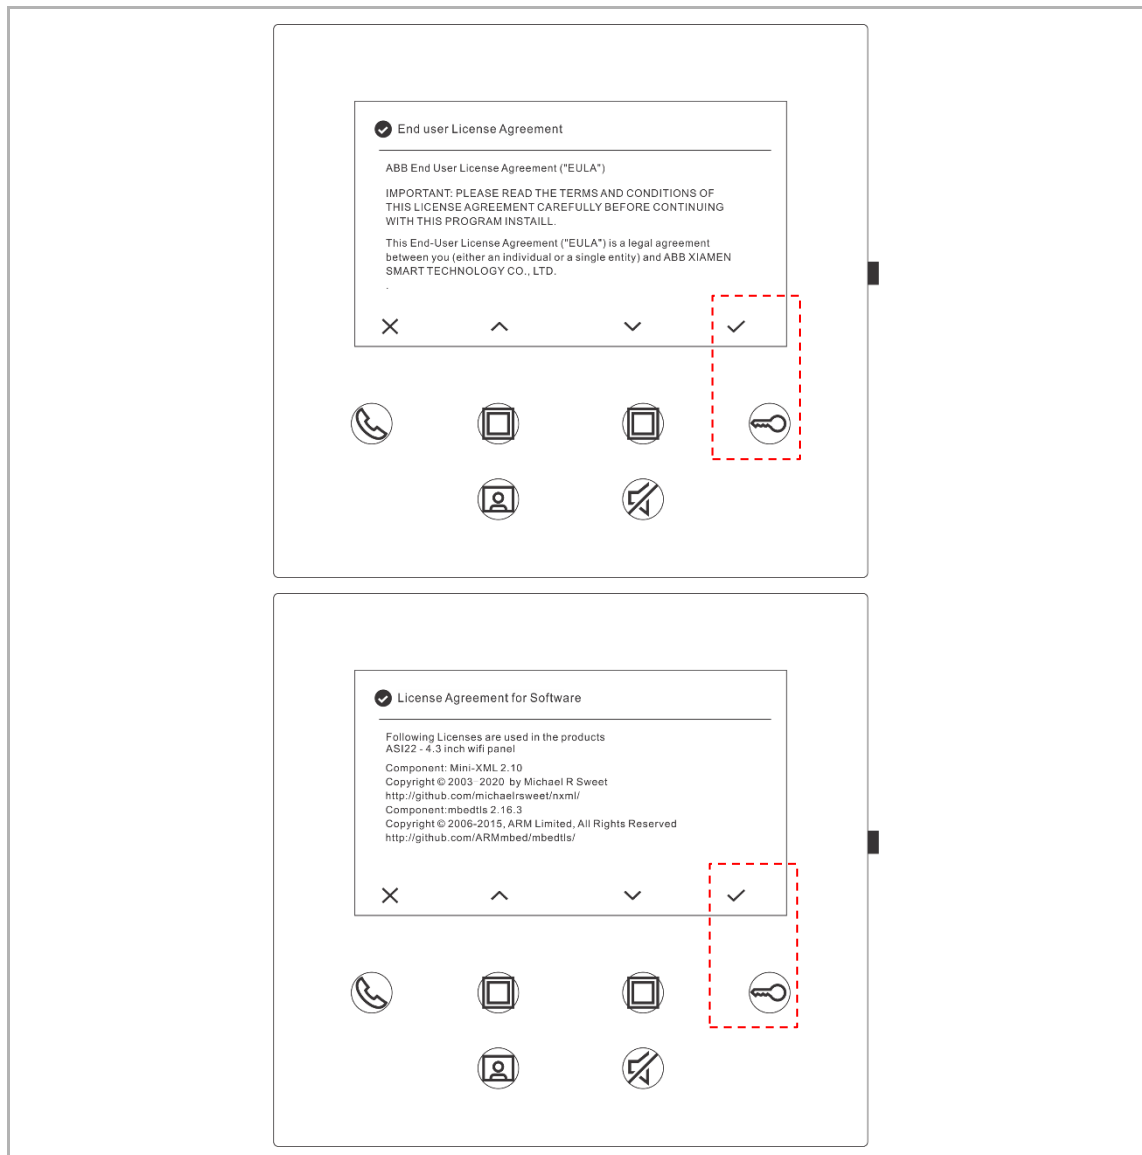 End user License Agreement
ABB End User License Agreement ("EULA")
IMPORTANT: PLEASE READ THE TERMS AND CONDITIONS OF
THIS LICENSE AGREEMENT CAREFULLY BEFORE CONTINUING
WITH THIS PROGRAM INSTAILL.
This End-User License Agreement ("EULA") is a legal agreement
between you (either an individual or a single entity) and ABB XIAMEN
SMART TECHNOLOGY CO., LTD.
.
License Agreement for Software
Following Licenses are used in the products
ASI22 - 4.3 inch wifi panel
Component: Mini-XML 2.10
Copyright © 2003-2020 by Michael R Sweet
http://github.com/michaelrsweet/nxml/
Component:mbedtls 2.16.3
Copyright © 2006-2015, ARM Limited, All Rights Reserved
http://github.com/ARMmbed/mbedtls/